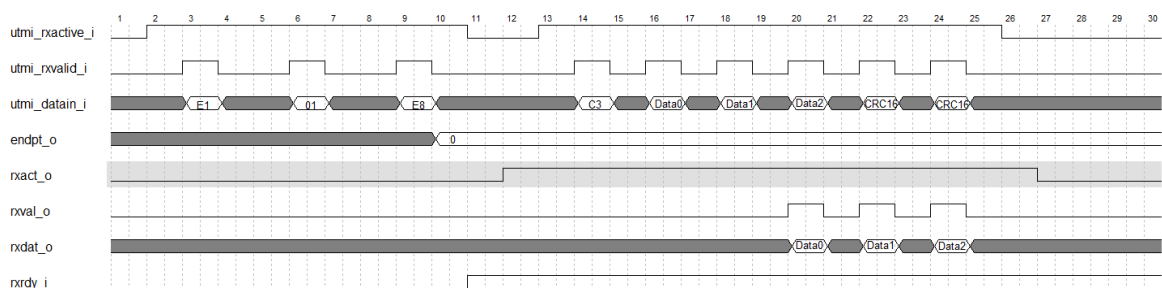 1 2 3 4 5 6 7 8 9 10 11 12 13 14 15 16 17 18 19 20 21 22 23 24 25 26 27 28 29 30
utmi_rxactive_i
utmi_rxvalid_i
utmi_datain_i E1 01 E8 C3 Data0 Data1 Data2 CRC16 CRC16
endpt_o 0
rxact_o
rxval_o
rxdat_o Data0 Data1 Data2
rxrdy_i